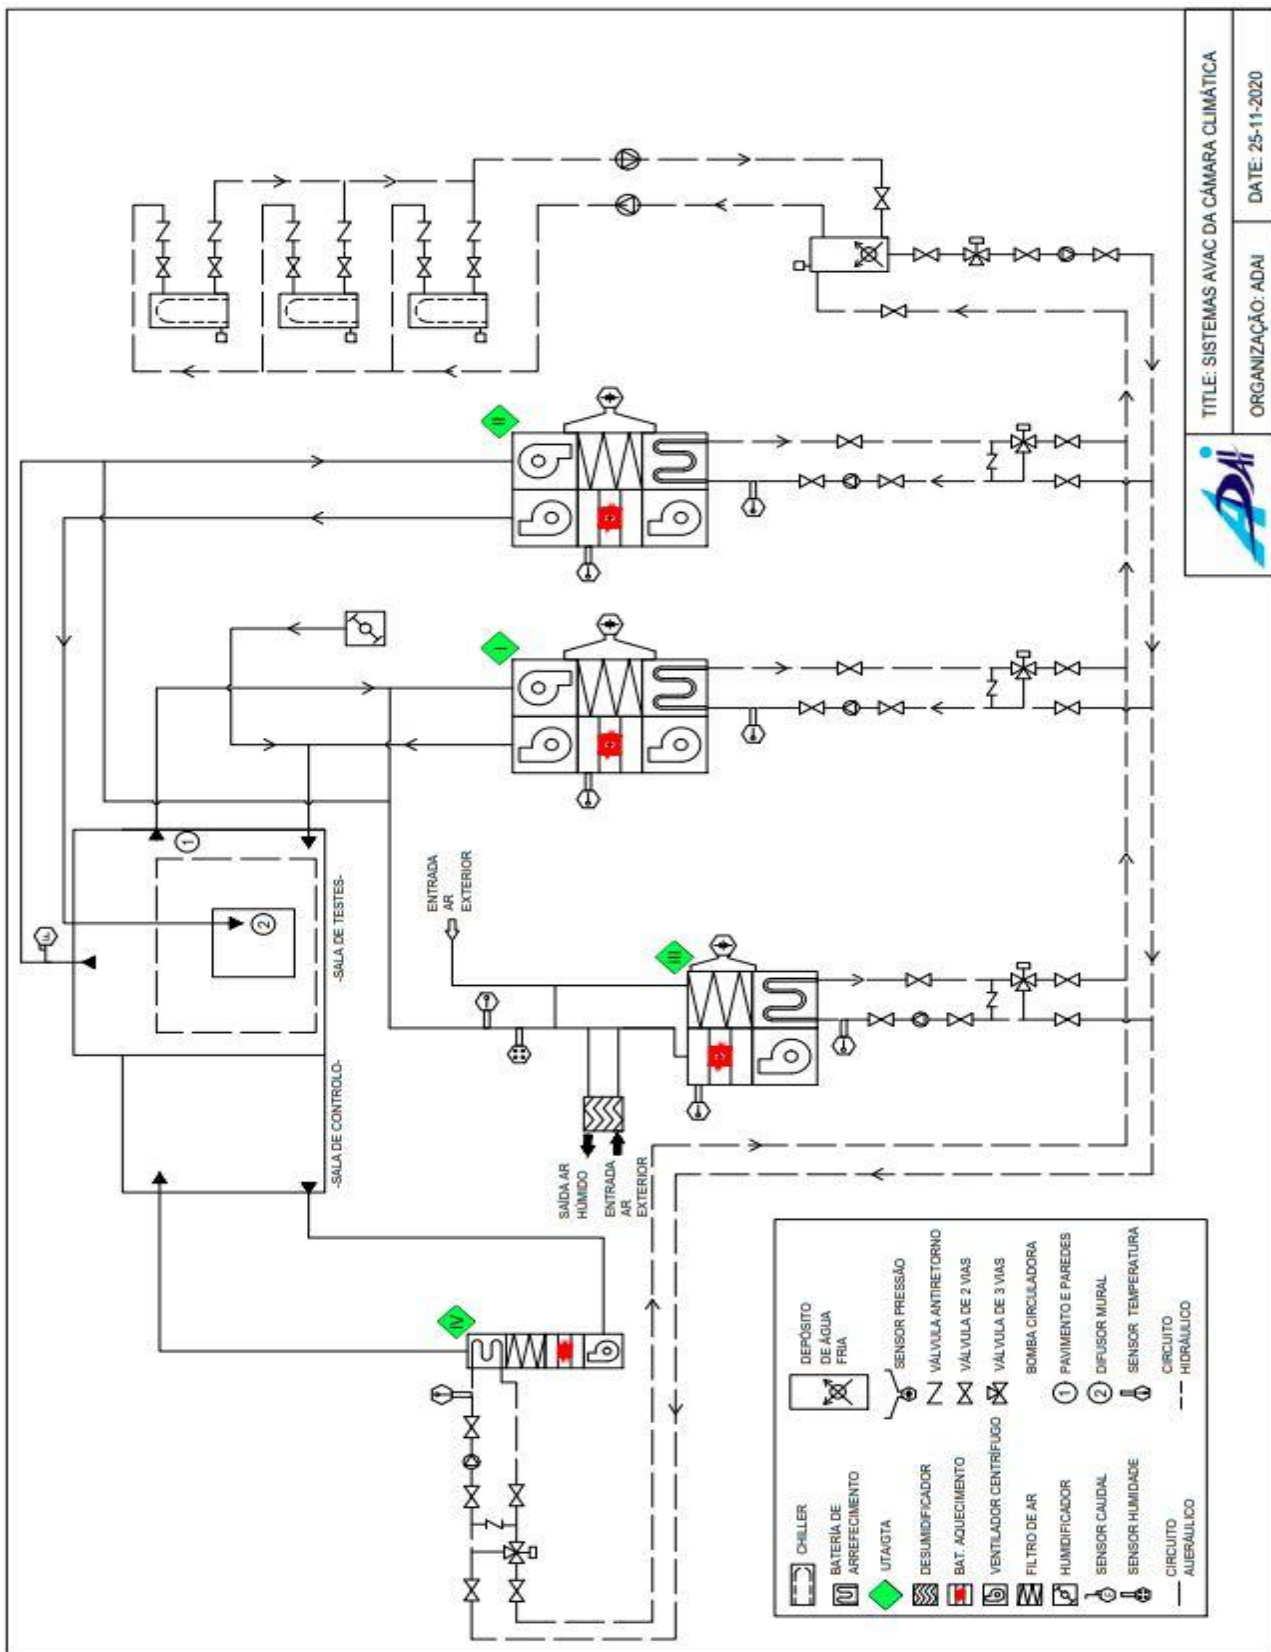 TITLE: SISTEMAS AVAC DA CÂMARA CLIMÁTICA
ORGANIZAÇÃO: ADAI
DATE: 25-11-2020
ADAI
II
I
III
IV
1
2
-SALA DE TESTES-
-SALA DE CONTROLO-
ENTRADA
AR
EXTERIOR
SAÍDA AR
HÚMIDO
ENTRADA
AR
EXTERIOR
CHILLER
BATERÍA DE
ARREFECIMENTO
UTA/GTA
DESUMIDIFICADOR
BAT. AQUECIMENTO
VENTILADOR CENTRÍFUGO
FILTRO DE AR
HUMIDIFICADOR
SENSOR CAUDAL
SENSOR HUMIDADE
CIRCUITO
AUERÁULICO
DEPÓSITO
DE ÁGUA
FRIA
SENSOR PRESSÃO
VÁLVULA ANTIRETORNO
VÁLVULA DE 2 VIAS
VÁLVULA DE 3 VIAS
BOMBA CIRCULADORA
1 PAVIMENTO E PAREDES
2 DIFUSOR MURAL
SENSOR TEMPERATURA
CIRCUITO
HIDRÁULICO